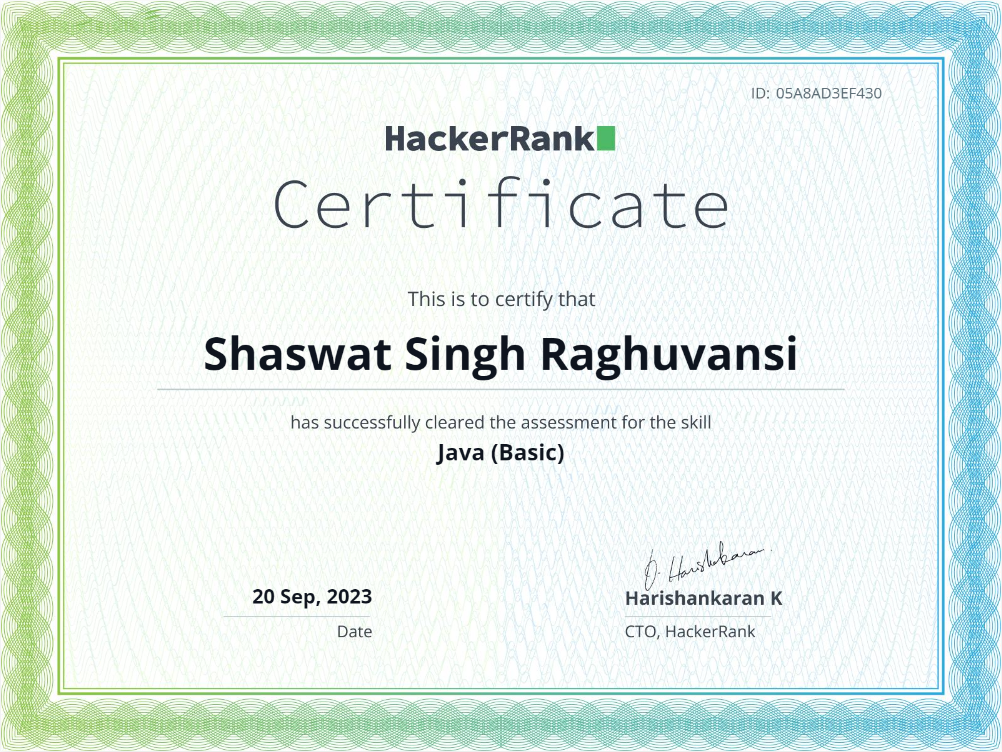 ID: 05A8AD3EF430
HackerRank
Certificate
This is to certify that
Shaswat Singh Raghuvansi
has successfully cleared the assessment for the skill
Java (Basic)
20 Sep, 2023
Date
D. Harishankaran
Harishankaran K
CTO, HackerRank